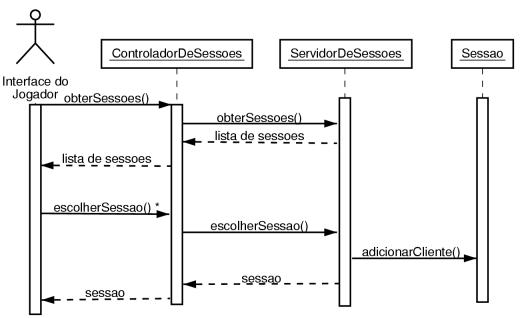 ControladorDeSessoes
ServidorDeSessoes
Sessao
Interface do
Jogador
obterSessoes()
obterSessoes()
lista de sessoes
lista de sessoes
escolherSessao() *
escolherSessao()
adicionarCliente()
sessao
sessao